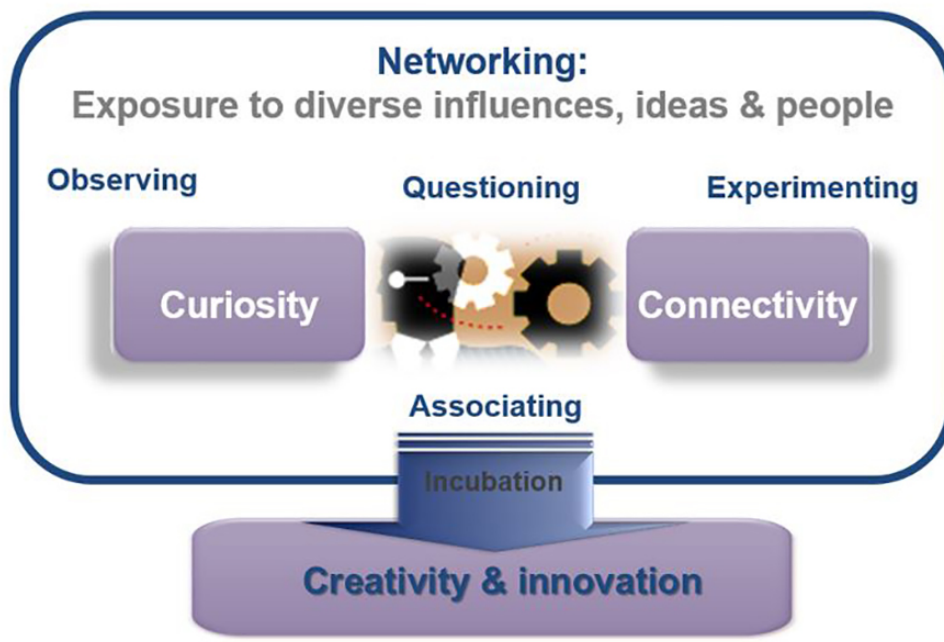 Networking:
Exposure to diverse influences, ideas & people
Observing
Questioning
Experimenting
Curiosity
Connectivity
Associating
Incubation
Creativity & innovation